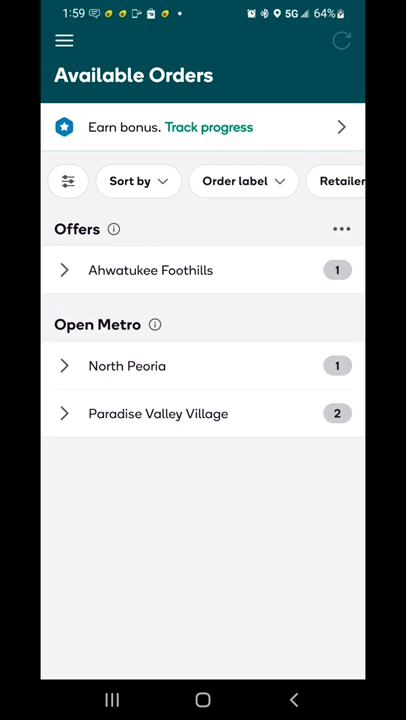 1:59 5G 64%
Available Orders
Earn bonus. Track progress
Sort by Order label Retailer
Offers
Ahwatukee Foothills 1
Open Metro
North Peoria 1
Paradise Valley Village 2